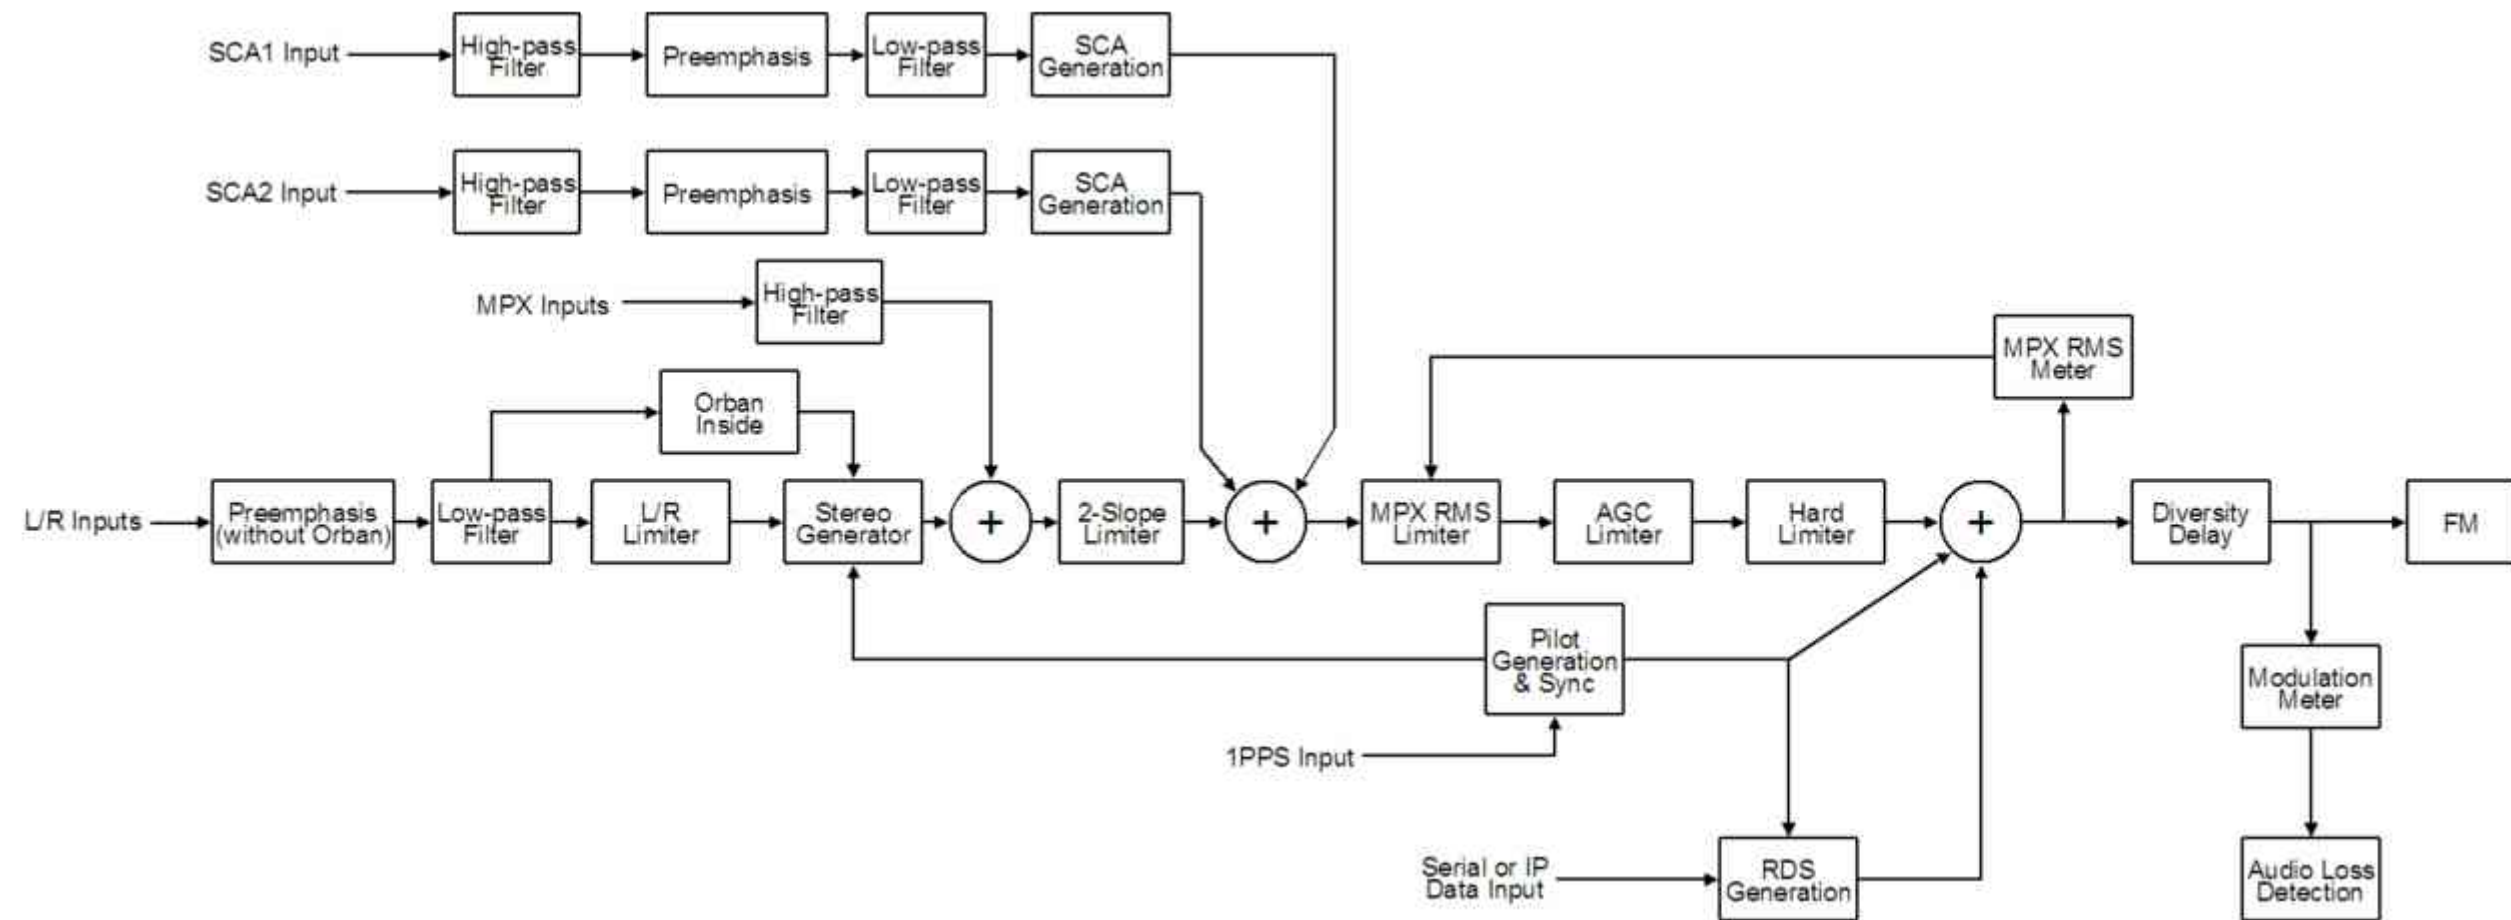 SCA1 Input
High-pass
Filter
Preemphasis
Low-pass
Filter
SCA
Generation
SCA2 Input
High-pass
Filter
Preemphasis
Low-pass
Filter
SCA
Generation
MPX Inputs
High-pass
Filter
MPX RMS
Meter
Orban
Inside
L/R Inputs
Preemphasis
(without Orban)
Low-pass
Filter
L/R
Limiter
Stereo
Generator
+
2-Slope
Limiter
+
MPX RMS
Limiter
AGC
Limiter
Hard
Limiter
+
Diversity
Delay
FM
Pilot
Generation
& Sync
Modulation
Meter
1PPS Input
Serial or IP
Data Input
RDS
Generation
Audio Loss
Detection